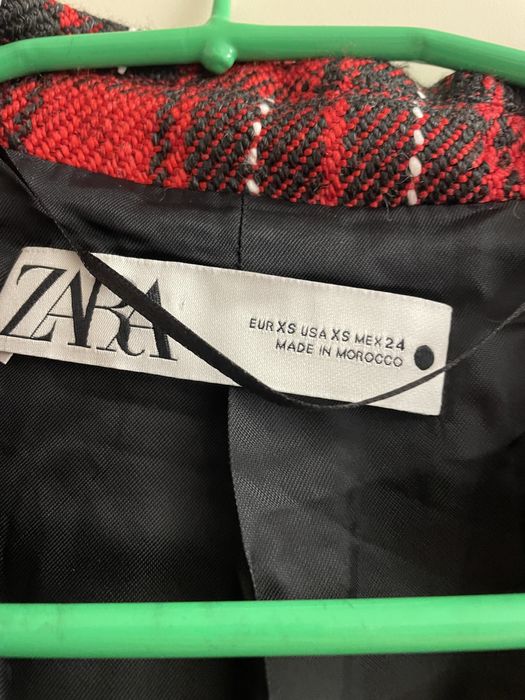 ZARA
EUR XS USA XS MEX 24
MADE IN MOROCCO